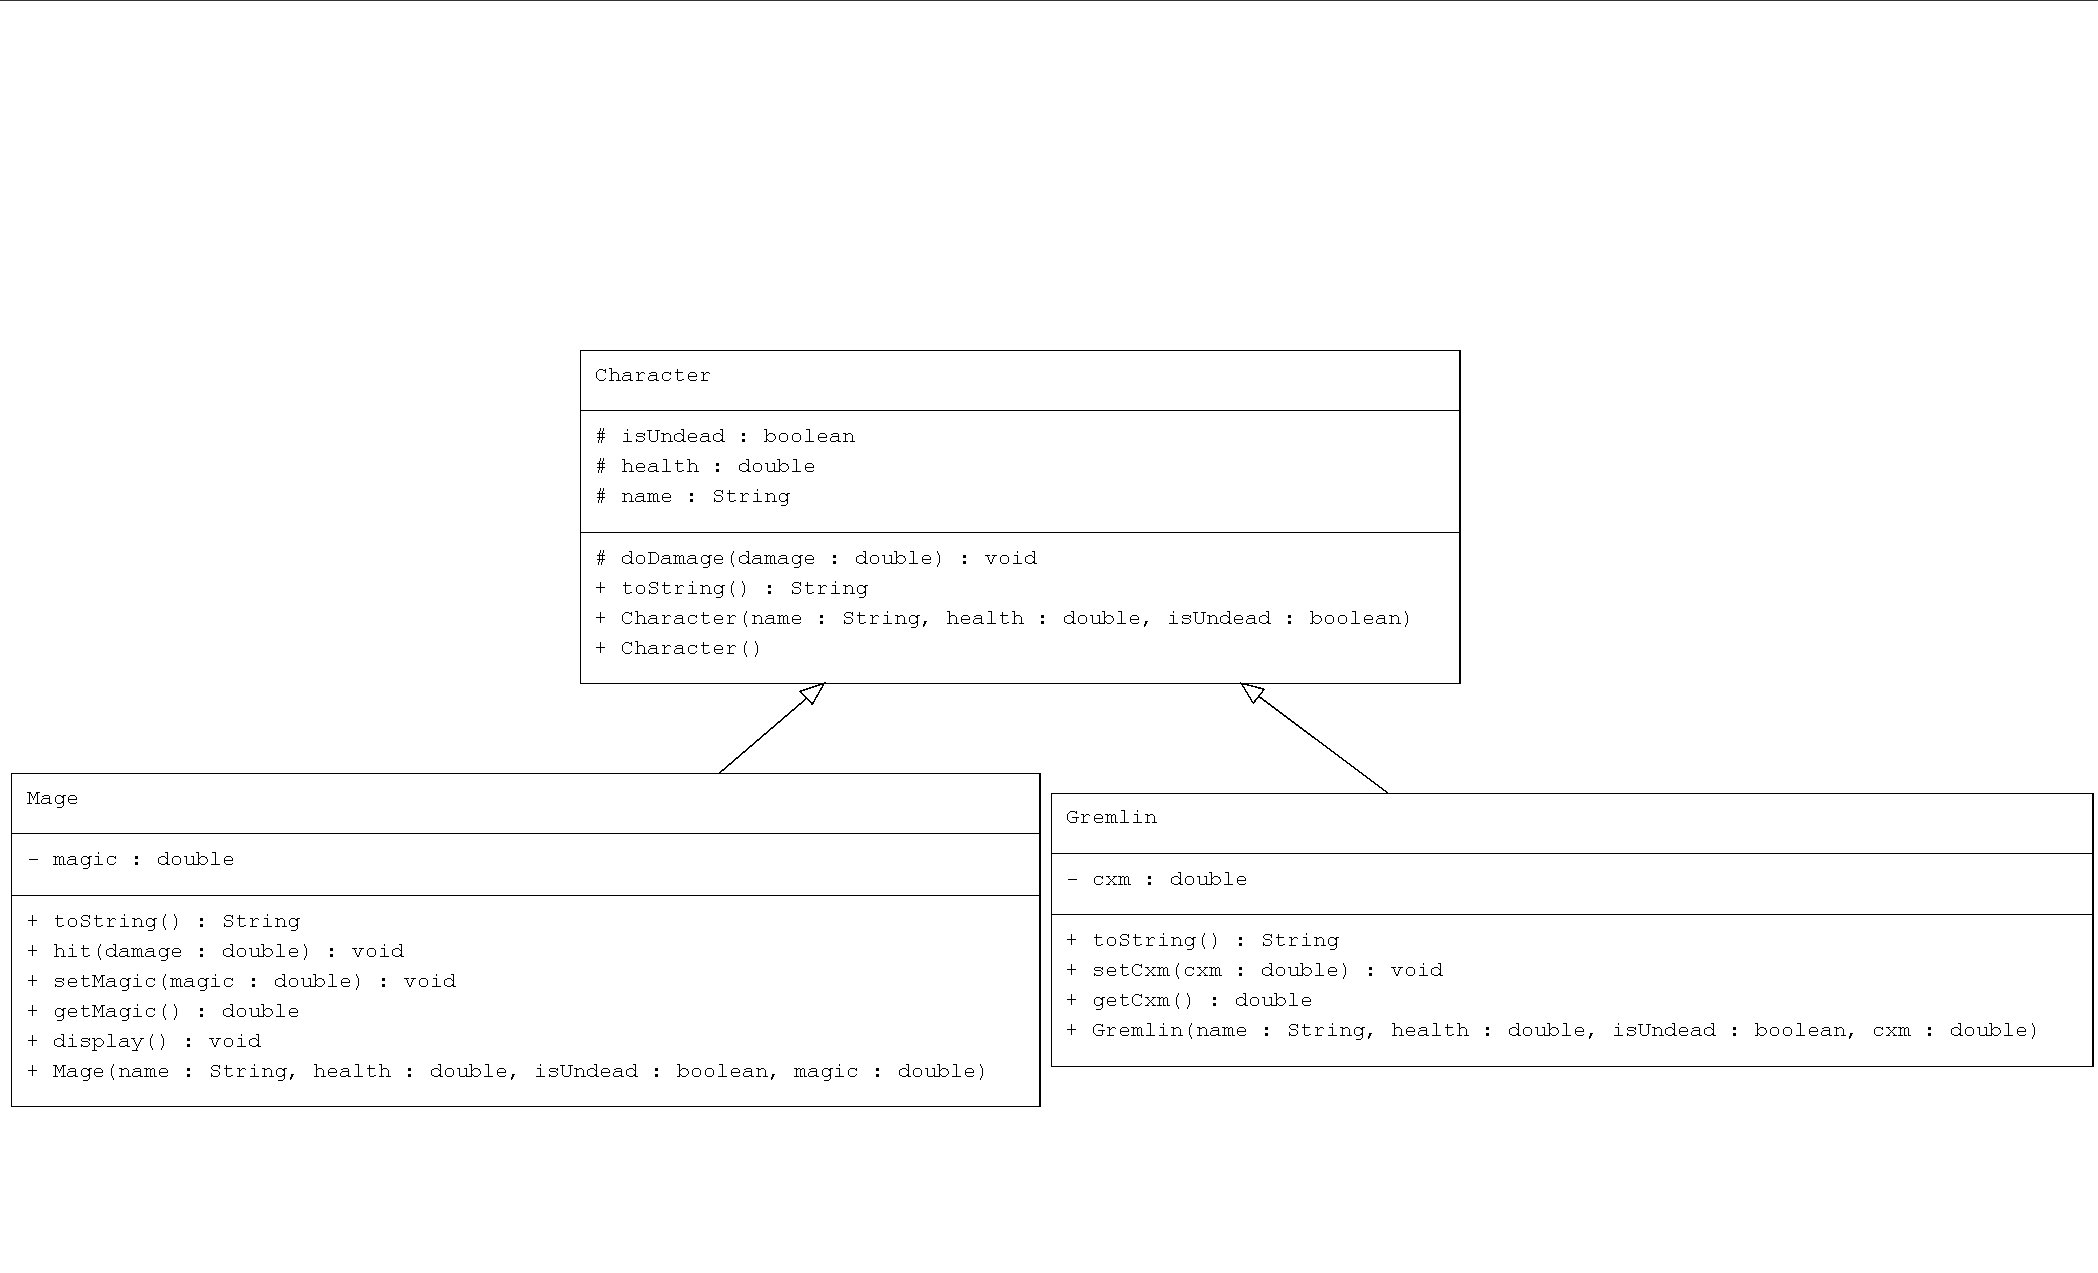 Character
# isUndead : boolean
# health : double
# name : String
# doDamage(damage : double) : void
+ toString() : String
+ Character(name : String, health : double, isUndead : boolean)
+ Character()
Mage
- magic : double
+ toString() : String
+ hit(damage : double) : void
+ setMagic(magic : double) : void
+ getMagic() : double
+ display() : void
+ Mage(name : String, health : double, isUndead : boolean, magic : double)
Gremlin
- cxm : double
+ toString() : String
+ setCxm(cxm : double) : void
+ getCxm() : double
+ Gremlin(name : String, health : double, isUndead : boolean, cxm : double)